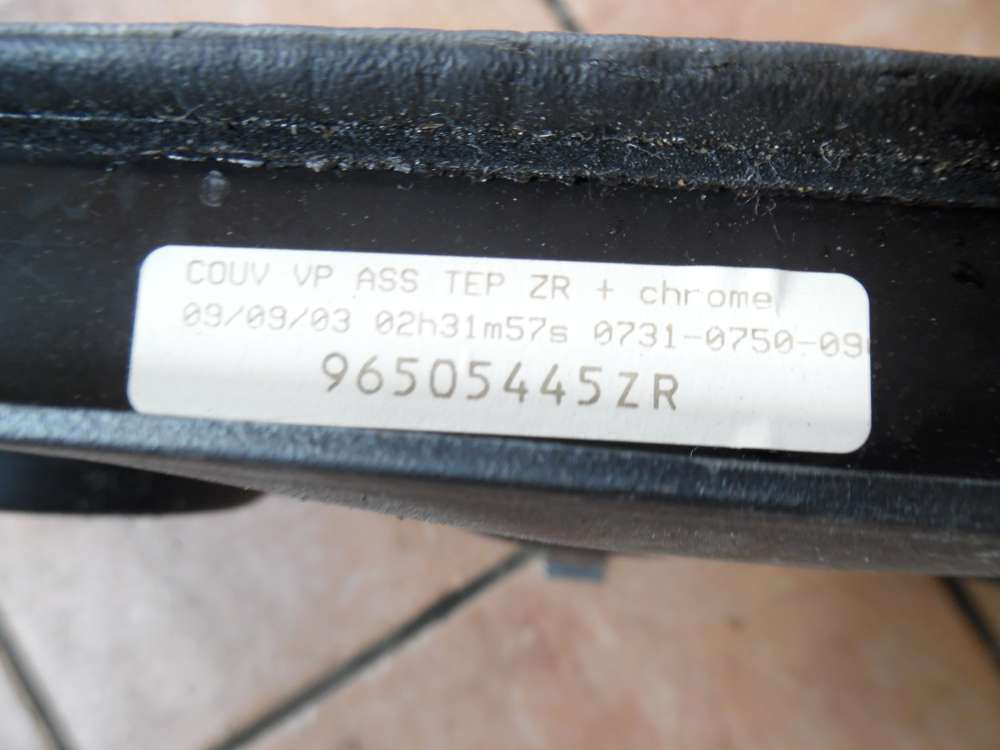 COUV VP ASS TEP ZR + chrome
09/09/03 02h31m57s 0731-0750-09
96505445ZR